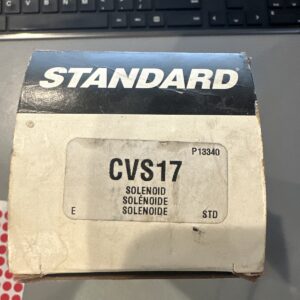 STANDARD
P13340
CVS17
SOLENOID
SOLÉNOIDE
SOLENOIDE
E STD